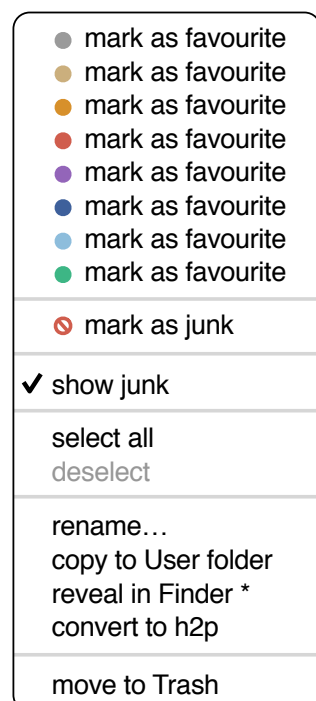 mark as favourite
mark as favourite
mark as favourite
mark as favourite
mark as favourite
mark as favourite
mark as favourite
mark as favourite
mark as junk
show junk
select all
deselect
rename…
copy to User folder
reveal in Finder *
convert to h2p
move to Trash